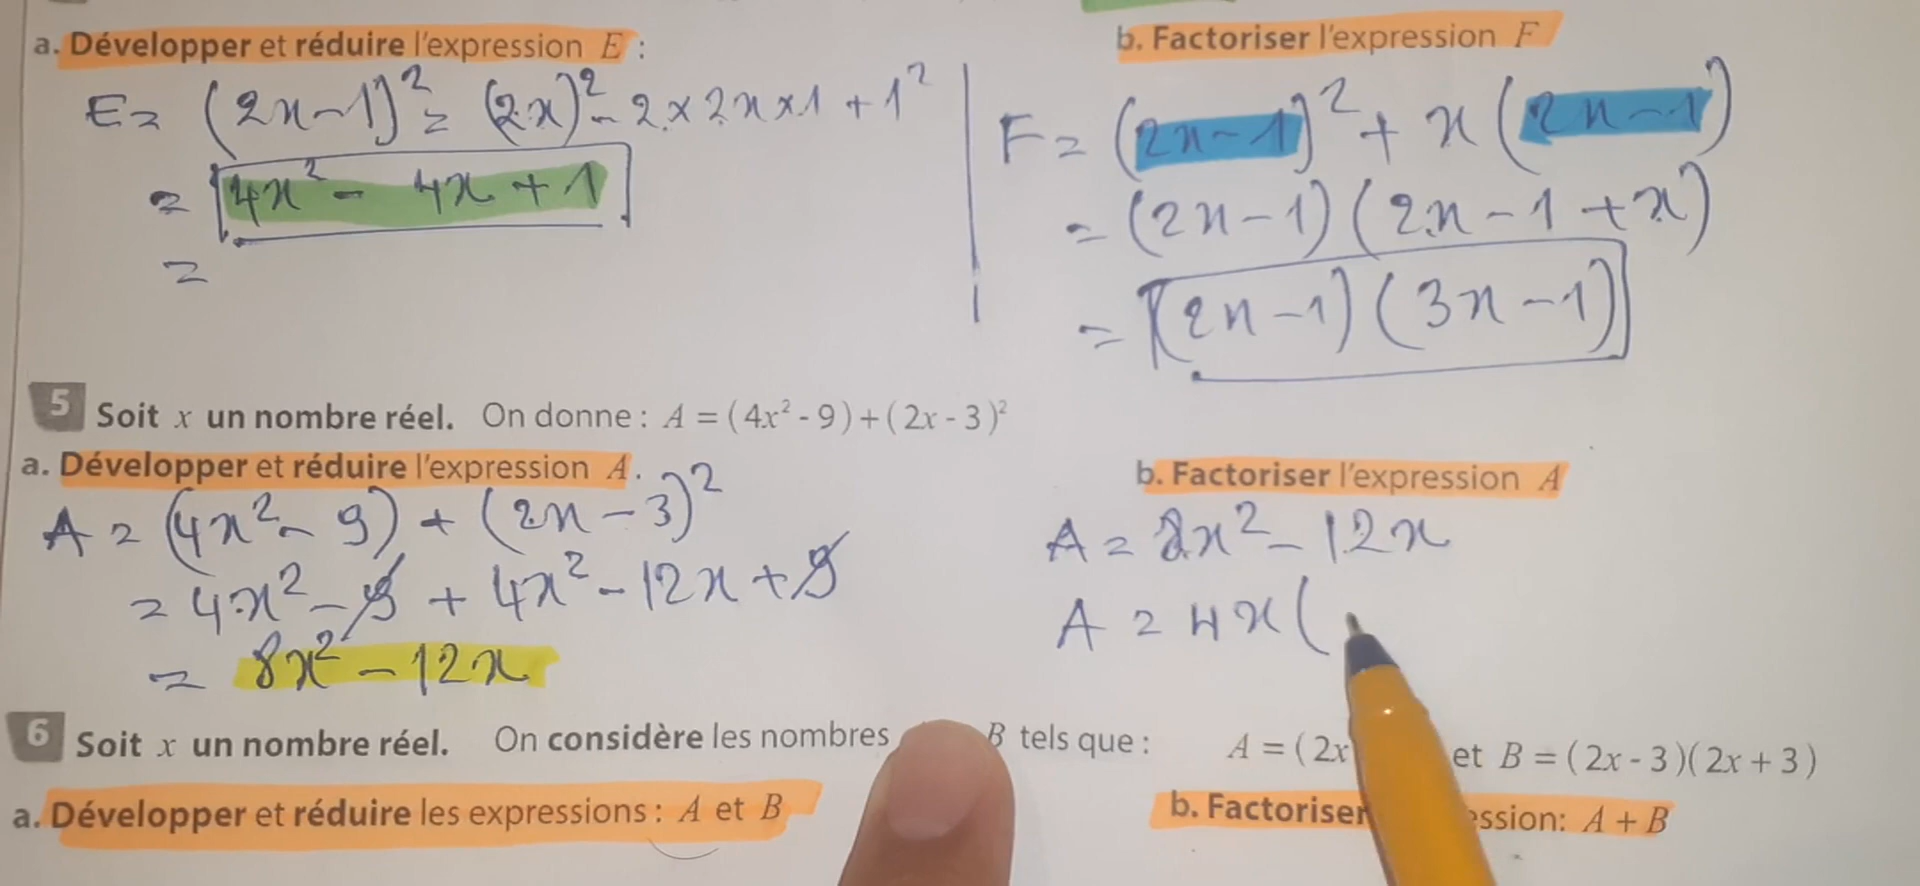 a. Développer et réduire l'expression E :
E = (2x-1)² = (2x)² - 2×2x×1 + 1²
= 4x² - 4x + 1
=
b. Factoriser l'expression F
F = (2x-1)² + x(2x-1)
= (2x-1)(2x-1+x)
= (2x-1)(3x-1)
5 Soit x un nombre réel. On donne : A = (4x² - 9) + (2x - 3)²
a. Développer et réduire l'expression A.
A = (4x² - 9) + (2x - 3)²
= 4x² - 9 + 4x² - 12x + 9
= 8x² - 12x
b. Factoriser l'expression A
A = 8x² - 12x
A = 4x(
6 Soit x un nombre réel. On considère les nombres B tels que : A = (2x et B = (2x - 3)(2x + 3)
a. Développer et réduire les expressions : A et B
b. Factoriser ession: A + B